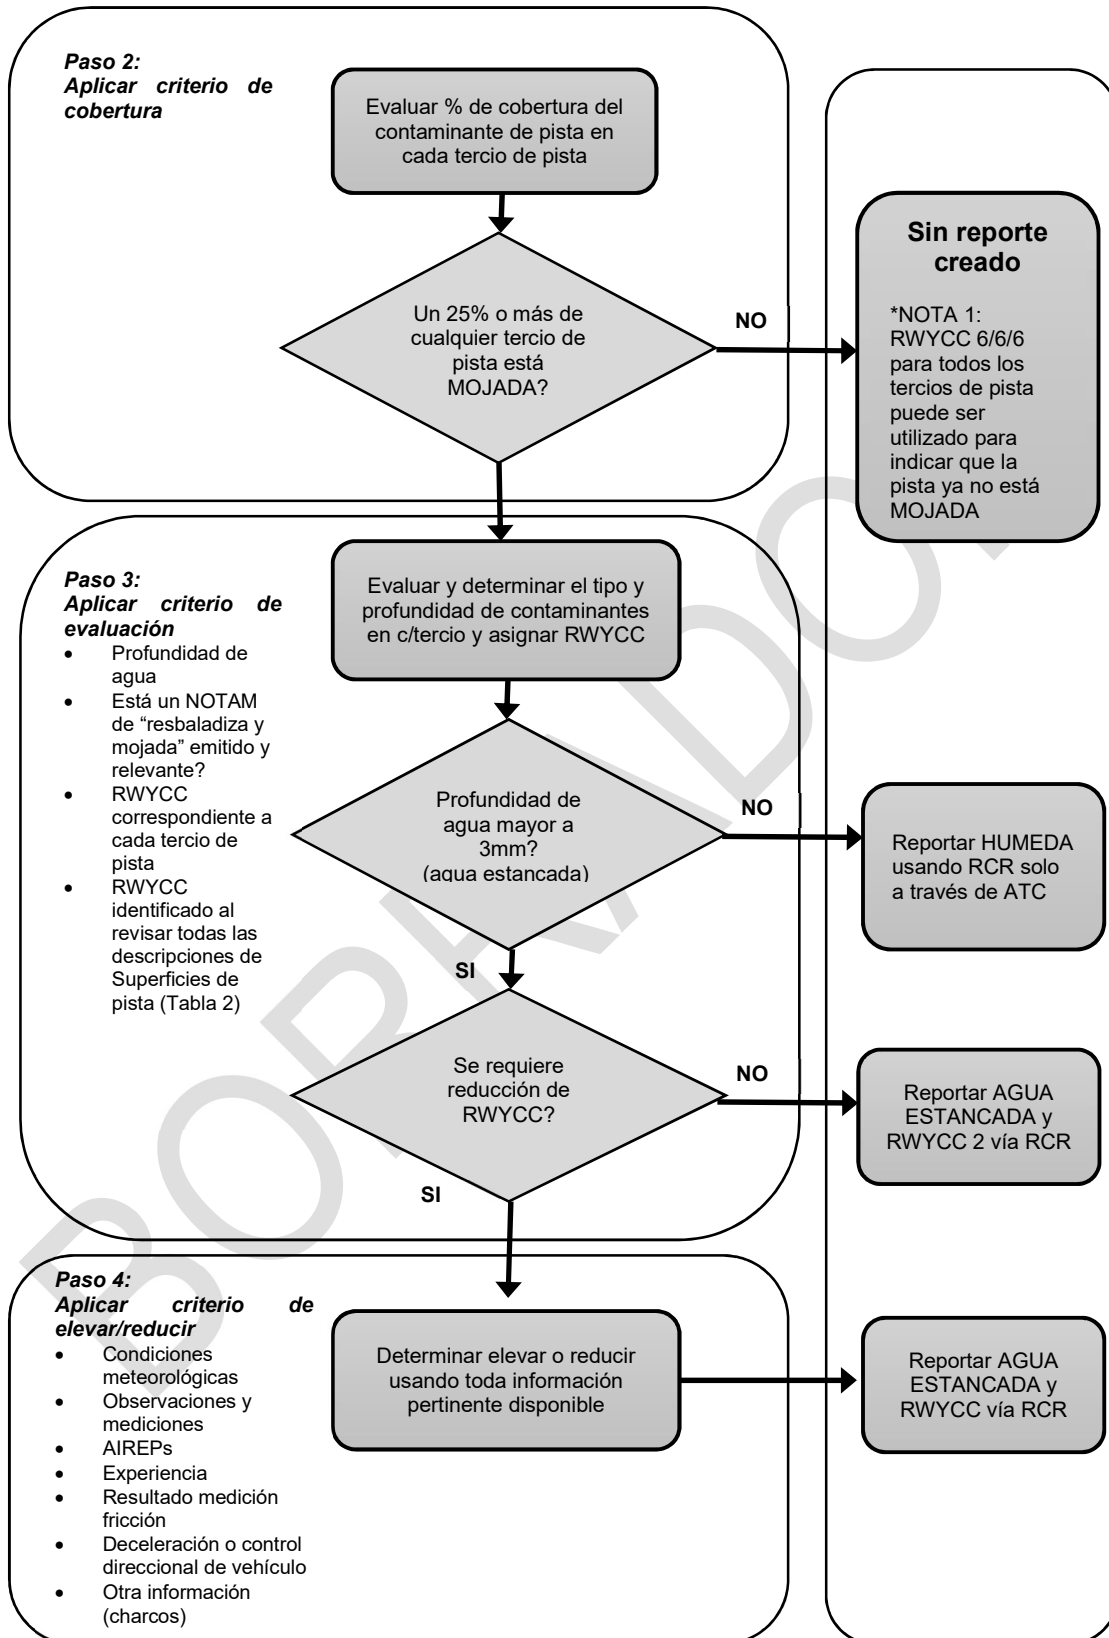 Paso 2:
Aplicar criterio de
cobertura
Evaluar % de cobertura del
contaminante de pista en
cada tercio de pista
Un 25% o más de
cualquier tercio de
pista está
MOJADA?
NO
Sin reporte
creado
*NOTA 1:
RWYCC 6/6/6
para todos los
tercios de pista
puede ser
utilizado para
indicar que la
pista ya no está
MOJADA
Paso 3:
Aplicar criterio de
evaluación
• Profundidad de
agua
• Está un NOTAM
de “resbaladiza y
mojada” emitido y
relevante?
• RWYCC
correspondiente a
cada tercio de
pista
• RWYCC
identificado al
revisar todas las
descripciones de
Superficies de
pista (Tabla 2)
Evaluar y determinar el tipo y
profundidad de contaminantes
en c/tercio y asignar RWYCC
Profundidad de
agua mayor a
3mm?
(agua estancada)
NO
Reportar HUMEDA
usando RCR solo
a través de ATC
SI
Se requiere
reducción de
RWYCC?
NO
Reportar AGUA
ESTANCADA y
RWYCC 2 vía RCR
SI
Paso 4:
Aplicar criterio de
elevar/reducir
• Condiciones
meteorológicas
• Observaciones y
mediciones
• AIREPs
• Experiencia
• Resultado medición
fricción
• Deceleración o control
direccional de vehículo
• Otra información
(charcos)
Determinar elevar o reducir
usando toda información
pertinente disponible
Reportar AGUA
ESTANCADA y
RWYCC vía RCR
BORRADOR